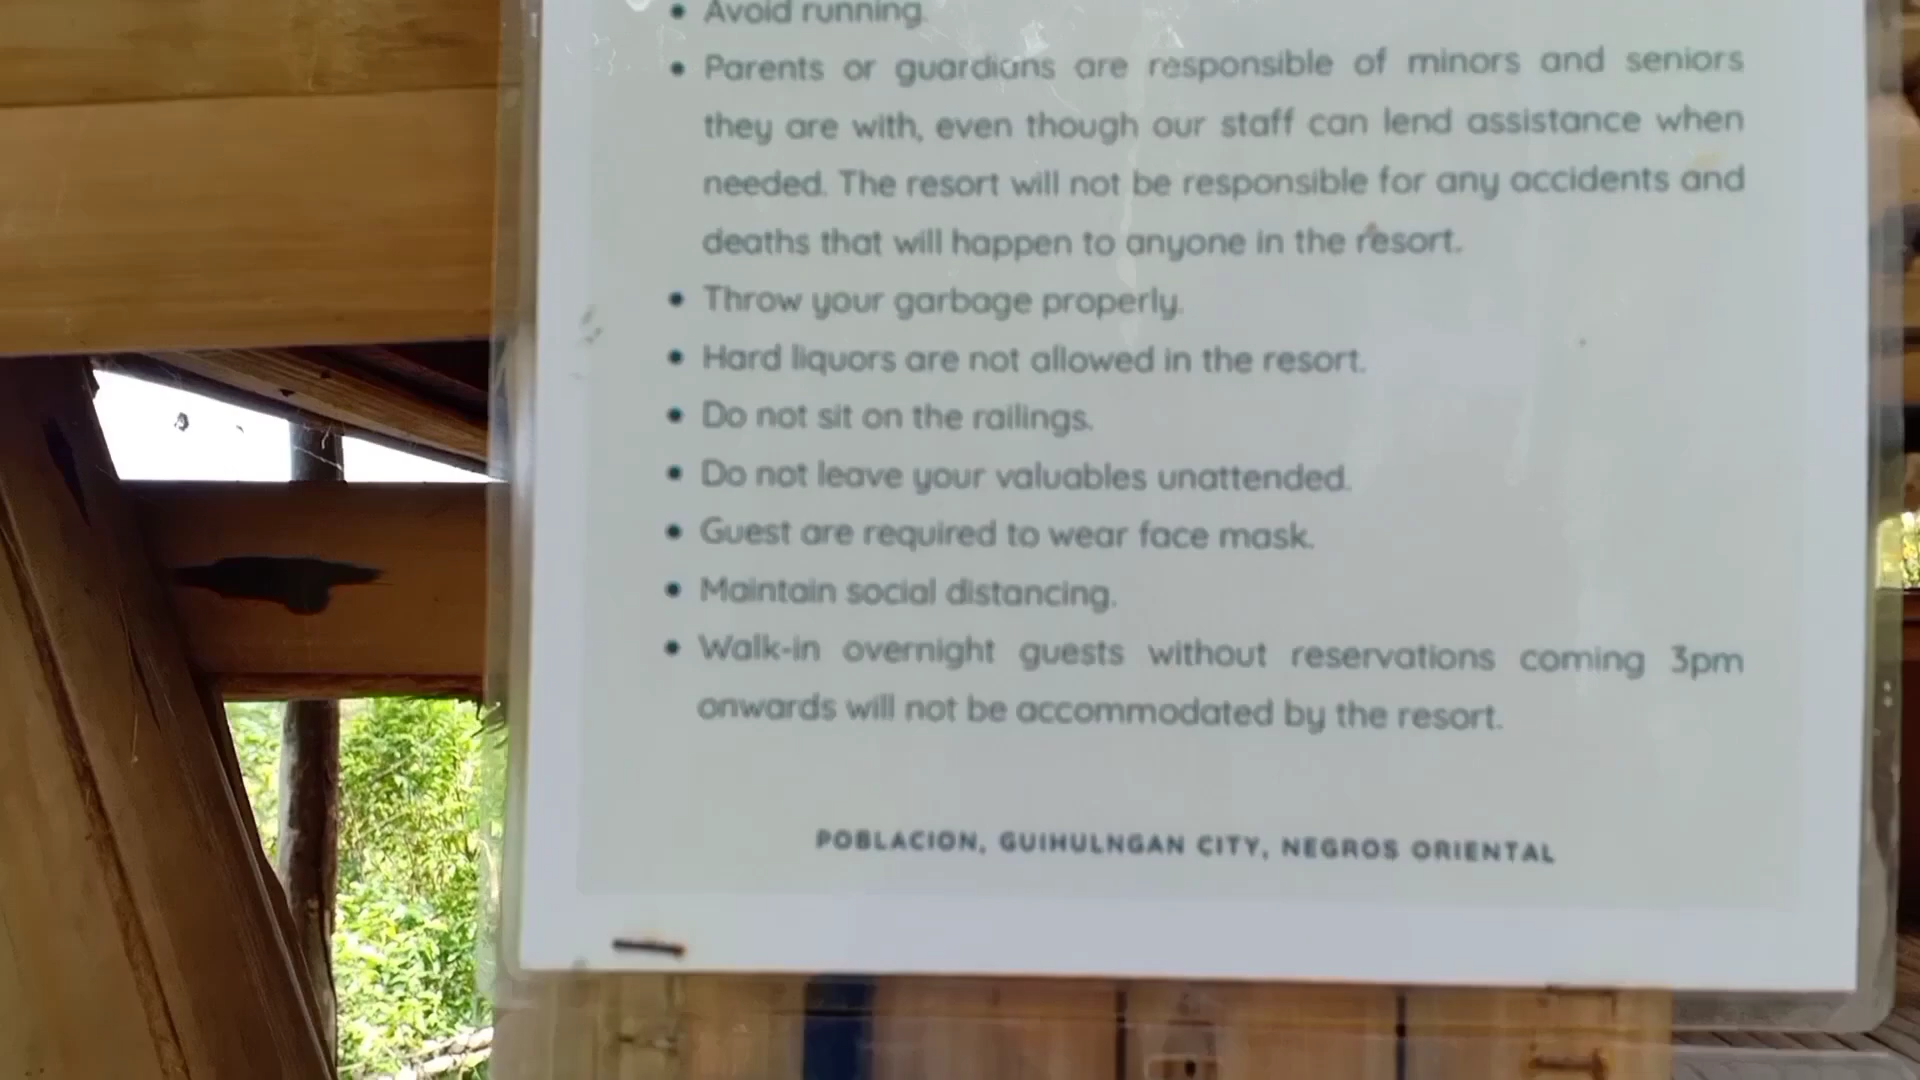 • Avoid running.
• Parents or guardians are responsible of minors and seniors
they are with, even though our staff can lend assistance when
needed. The resort will not be responsible for any accidents and
deaths that will happen to anyone in the resort.
• Throw your garbage properly.
• Hard liquors are not allowed in the resort.
• Do not sit on the railings.
• Do not leave your valuables unattended.
• Guest are required to wear face mask.
• Maintain social distancing.
• Walk-in overnight guests without reservations coming 3pm
onwards will not be accommodated by the resort.
POBLACION, GUIHULNGAN CITY, NEGROS ORIENTAL